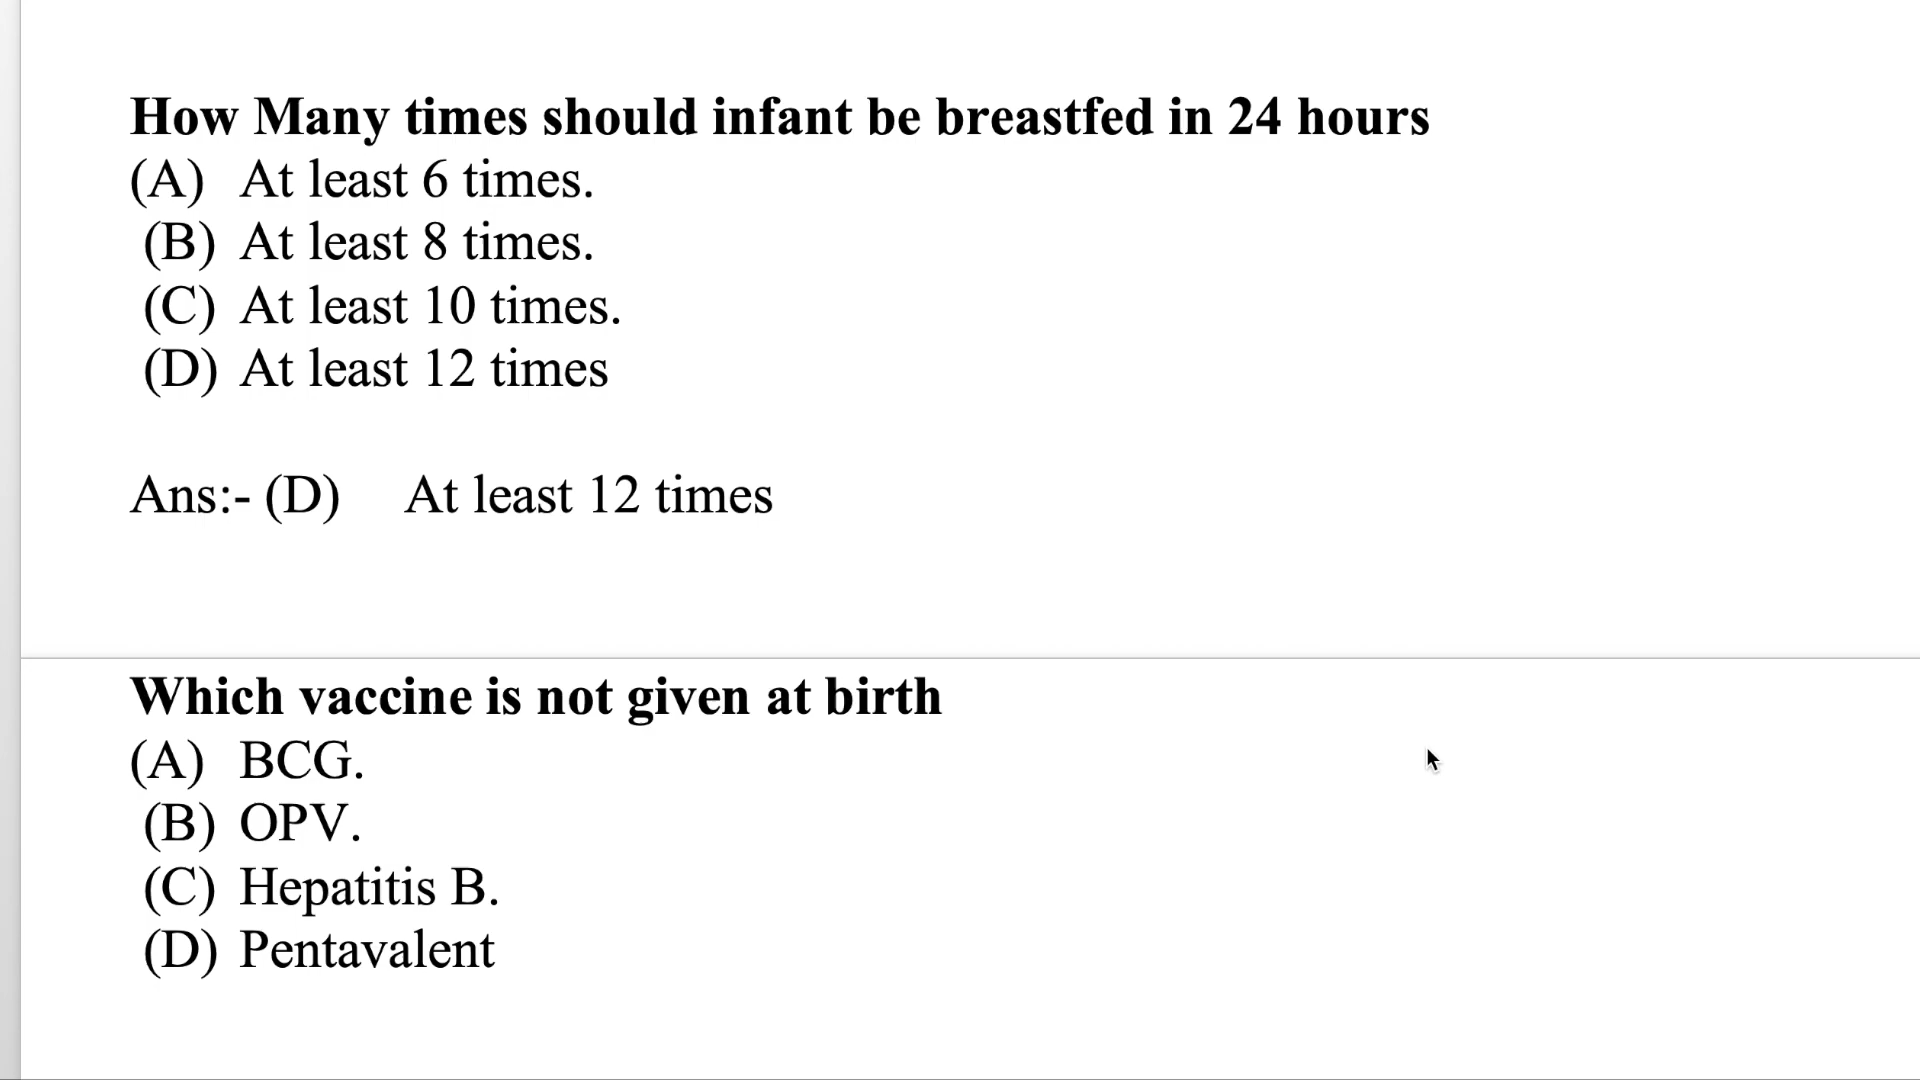 How Many times should infant be breastfed in 24 hours
(A) At least 6 times.
(B) At least 8 times.
(C) At least 10 times.
(D) At least 12 times
Ans:- (D) At least 12 times
Which vaccine is not given at birth
(A) BCG.
(B) OPV.
(C) Hepatitis B.
(D) Pentavalent